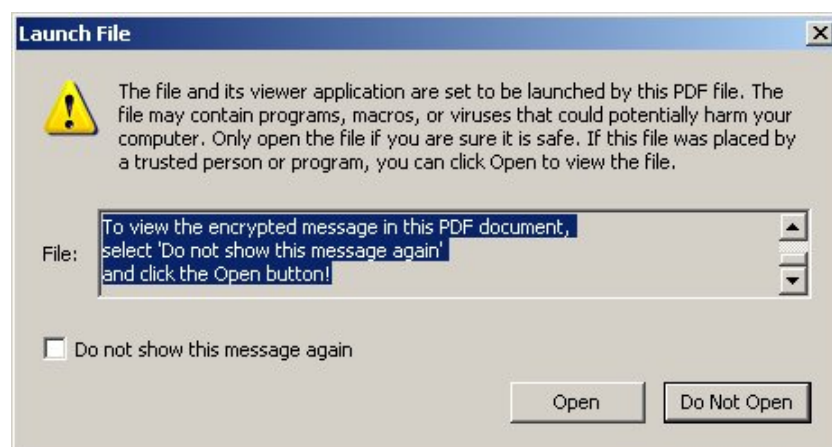 Launch File
The file and its viewer application are set to be launched by this PDF file. The
file may contain programs, macros, or viruses that could potentially harm your
computer. Only open the file if you are sure it is safe. If this file was placed by
a trusted person or program, you can click Open to view the file.
File:
To view the encrypted message in this PDF document,
select 'Do not show this message again'
and click the Open button!
Do not show this message again
Open Do Not Open